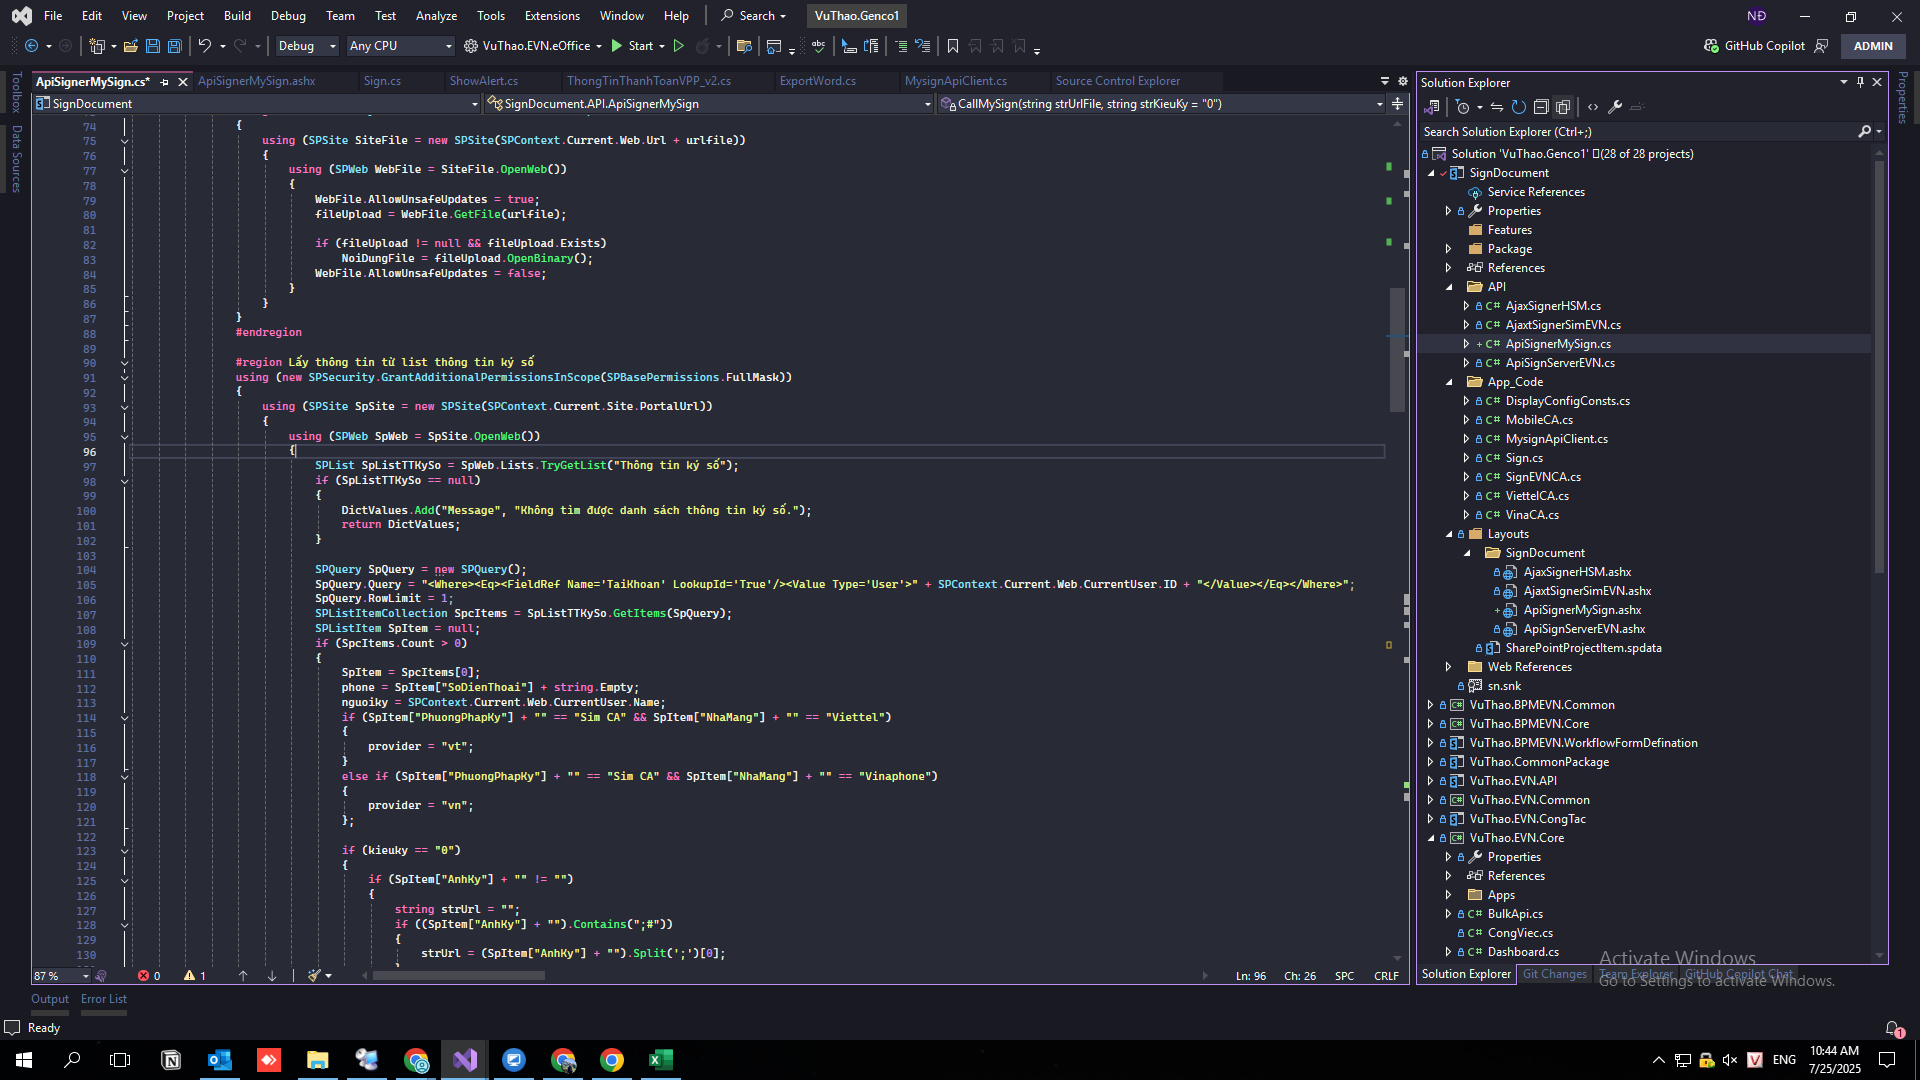 File Edit View Project Build Debug Team Test Analyze Tools Extensions Window Help Search VuThao.Genco1 NĐ
Debug Any CPU VuThao.EVN.eOffice Start GitHub Copilot ADMIN
ApiSignerMySign.cs* ApiSignerMySign.ashx Sign.cs ShowAlert.cs ThongTinThanhToanVPP_v2.cs ExportWord.cs MysignApiClient.cs Source Control Explorer
SignDocument SignDocument.API.ApiSignerMySign CallMySign(string strUrlFile, string strKieuKy = "0")
Toolbox
Data Sources
74 {
75 using (SPSite SiteFile = new SPSite(SPContext.Current.Web.Url + urlfile))
76 {
77 using (SPWeb WebFile = SiteFile.OpenWeb())
78 {
79 WebFile.AllowUnsafeUpdates = true;
80 fileUpload = WebFile.GetFile(urlfile);
81
82 if (fileUpload != null && fileUpload.Exists)
83 NoiDungFile = fileUpload.OpenBinary();
84 WebFile.AllowUnsafeUpdates = false;
85 }
86 }
87 }
88 #endregion
89
90 #region Lấy thông tin từ list thông tin ký số
91 using (new SPSecurity.GrantAdditionalPermissionsInScope(SPBasePermissions.FullMask))
92 {
93 using (SPSite SpSite = new SPSite(SPContext.Current.Site.PortalUrl))
94 {
95 using (SPWeb SpWeb = SpSite.OpenWeb())
96 {
97 SPList SpListTTKySo = SpWeb.Lists.TryGetList("Thông tin ký số");
98 if (SpListTTKySo == null)
99 {
100 DictValues.Add("Message", "Không tìm được danh sách thông tin ký số.");
101 return DictValues;
102 }
103
104 SPQuery SpQuery = new SPQuery();
105 SpQuery.Query = "<Where><Eq><FieldRef Name='TaiKhoan' LookupId='True'/><Value Type='User'>" + SPContext.Current.Web.CurrentUser.ID + "</Value></Eq></Where>";
106 SpQuery.RowLimit = 1;
107 SPListItemCollection SpcItems = SpListTTKySo.GetItems(SpQuery);
108 SPListItem SpItem = null;
109 if (SpcItems.Count > 0)
110 {
111 SpItem = SpcItems[0];
112 phone = SpItem["SoDienThoai"] + string.Empty;
113 nguoiky = SPContext.Current.Web.CurrentUser.Name;
114 if (SpItem["PhuongPhapKy"] + "" == "Sim CA" && SpItem["NhaMang"] + "" == "Viettel")
115 {
116 provider = "vt";
117 }
118 else if (SpItem["PhuongPhapKy"] + "" == "Sim CA" && SpItem["NhaMang"] + "" == "Vinaphone")
119 {
120 provider = "vn";
121 };
122
123 if (kieuky == "0")
124 {
125 if (SpItem["AnhKy"] + "" != "")
126 {
127 string strUrl = "";
128 if ((SpItem["AnhKy"] + "").Contains(";#"))
129 {
130 strUrl = (SpItem["AnhKy"] + "").Split(';')[0];
87 % 0 1 Ln: 96 Ch: 26 SPC CRLF
Output Error List
Ready
Solution Explorer
Search Solution Explorer (Ctrl+;)
Solution 'VuThao.Genco1' (28 of 28 projects)
SignDocument
Service References
Properties
Features
Package
References
API
AjaxSignerHSM.cs
AjaxtSignerSimEVN.cs
ApiSignerMySign.cs
ApiSignServerEVN.cs
App_Code
DisplayConfigConsts.cs
MobileCA.cs
MysignApiClient.cs
Sign.cs
SignEVNCA.cs
ViettelCA.cs
VinaCA.cs
Layouts
SignDocument
AjaxSignerHSM.ashx
AjaxtSignerSimEVN.ashx
ApiSignerMySign.ashx
ApiSignServerEVN.ashx
SharePointProjectItem.spdata
Web References
sn.snk
VuThao.BPMEVN.Common
VuThao.BPMEVN.Core
VuThao.BPMEVN.WorkflowFormDefination
VuThao.CommonPackage
VuThao.EVN.API
VuThao.EVN.Common
VuThao.EVN.CongTac
VuThao.EVN.Core
Properties
References
Apps
BulkApi.cs
CongViec.cs
Dashboard.cs
Solution Explorer Git Changes Team Explorer GitHub Copilot Chat
Activate Windows
Go to Settings to activate Windows.
Properties
1
ENG 10:44 AM
7/25/2025